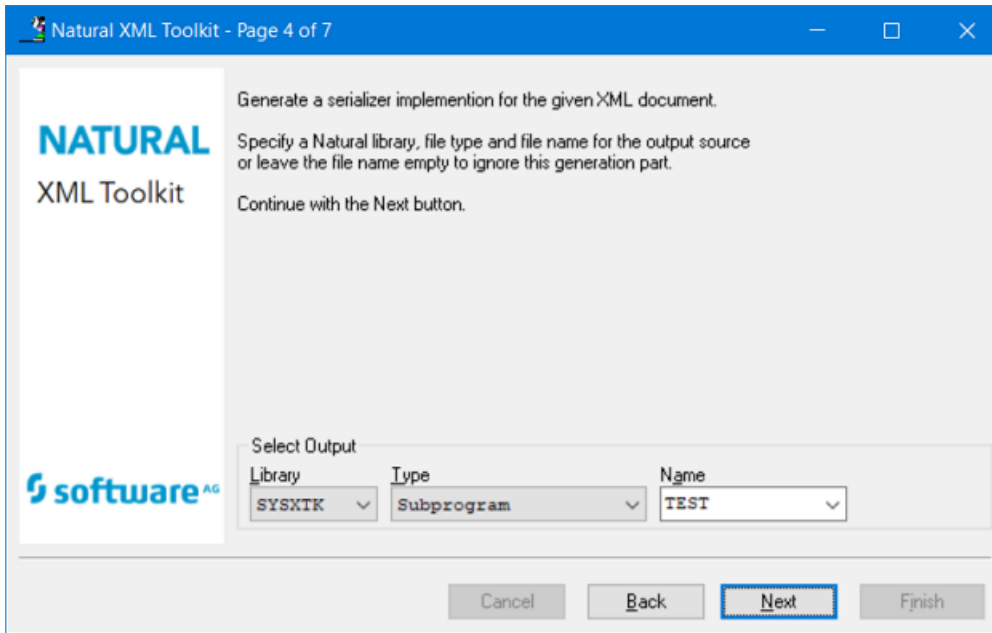 Natural XML Toolkit - Page 4 of 7
NATURAL
XML Toolkit
Generate a serializer implemention for the given XML document.
Specify a Natural library, file type and file name for the output source
or leave the file name empty to ignore this generation part.
Continue with the Next button.
Select Output
Library
Type
Name
SYSXTK
Subprogram
TEST
software AG
Cancel
Back
Next
Finish